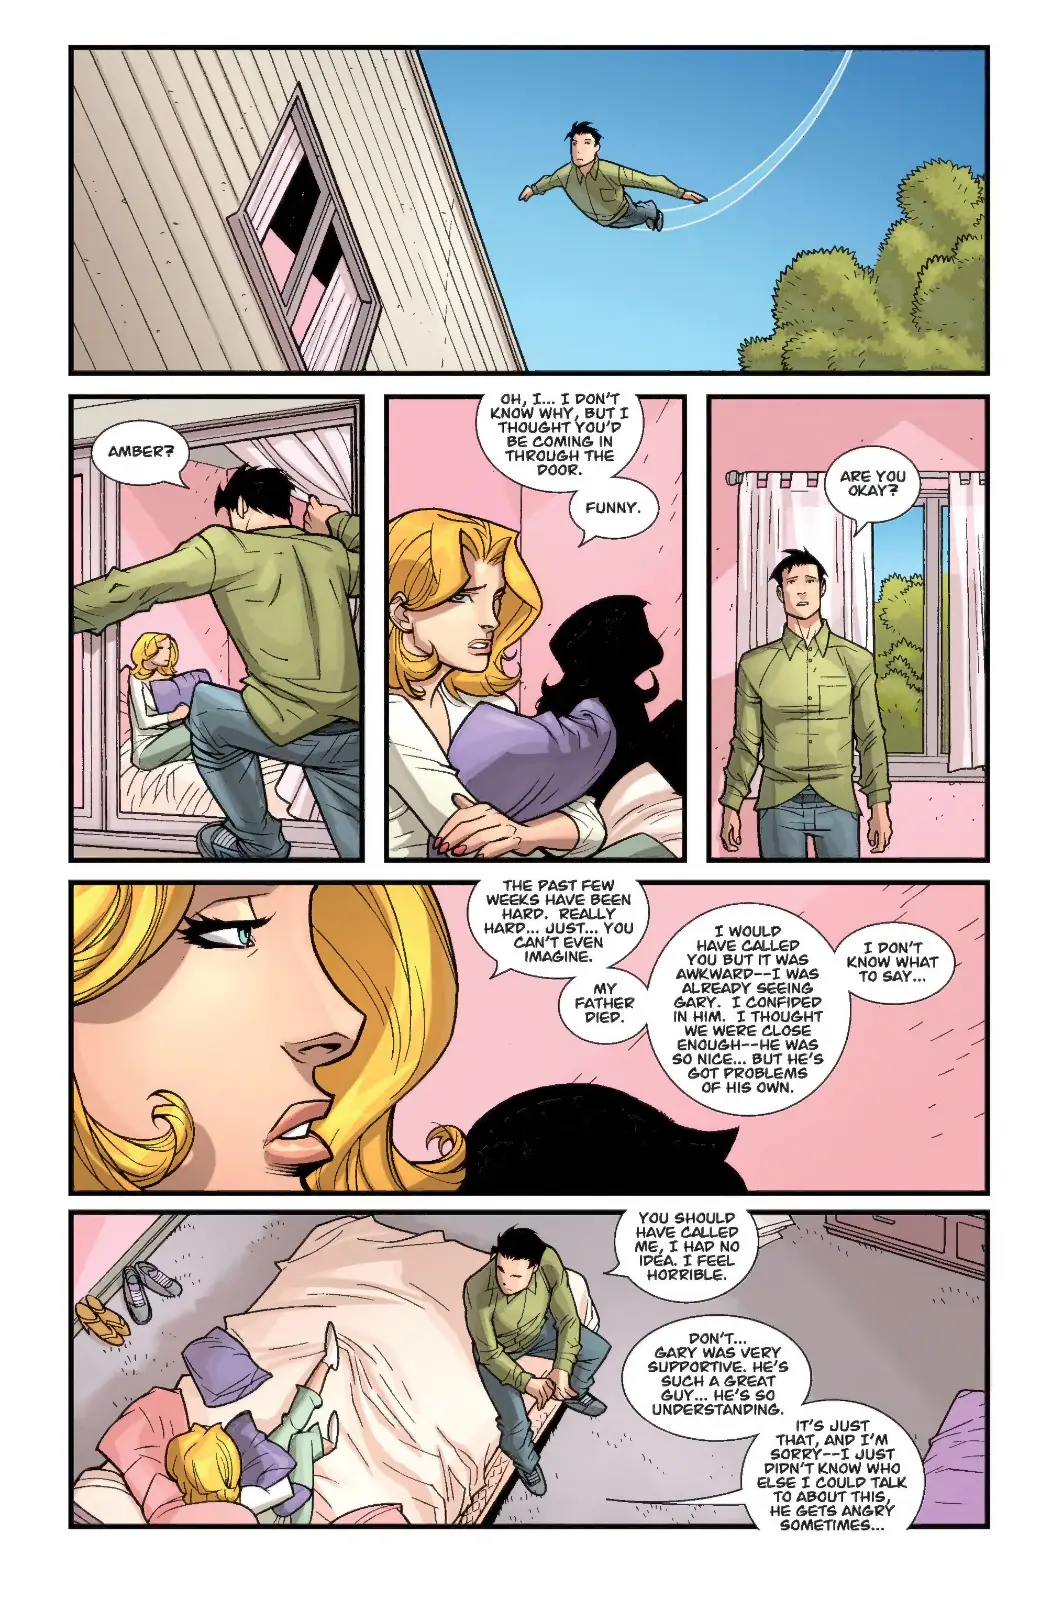 AMBER?
OH, I... I DON'T
KNOW WHY, BUT I
THOUGHT YOU'D
BE COMING IN
THROUGH THE
DOOR.
FUNNY.
ARE YOU
OKAY?
THE PAST FEW
WEEKS HAVE BEEN
HARD. REALLY
HARD... JUST... YOU
CAN'T EVEN
IMAGINE.
MY
FATHER
DIED.
I WOULD
HAVE CALLED
YOU BUT IT WAS
AWKWARD--I WAS
ALREADY SEEING
GARY. I CONFIDED
IN HIM. I THOUGHT
WE WERE CLOSE
ENOUGH--HE WAS
SO NICE... BUT HE'S
GOT PROBLEMS
OF HIS OWN.
I DON'T
KNOW WHAT
TO SAY...
YOU SHOULD
HAVE CALLED
ME, I HAD NO
IDEA. I FEEL
HORRIBLE.
DON'T...
GARY WAS VERY
SUPPORTIVE. HE'S
SUCH A GREAT
GUY... HE'S SO
UNDERSTANDING.
IT'S JUST
THAT, AND I'M
SORRY--I JUST
DIDN'T KNOW WHO
ELSE I COULD TALK
TO ABOUT THIS,
HE GETS ANGRY
SOMETIMES...